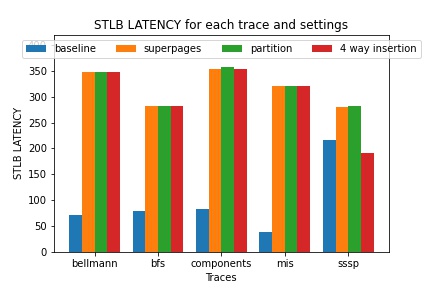 STLB LATENCY for each trace and settings
baseline superpages partition 4 way insertion
350
300
250
200
150
100
50
0
STLB LATENCY
bellmann bfs components mis sssp
Traces